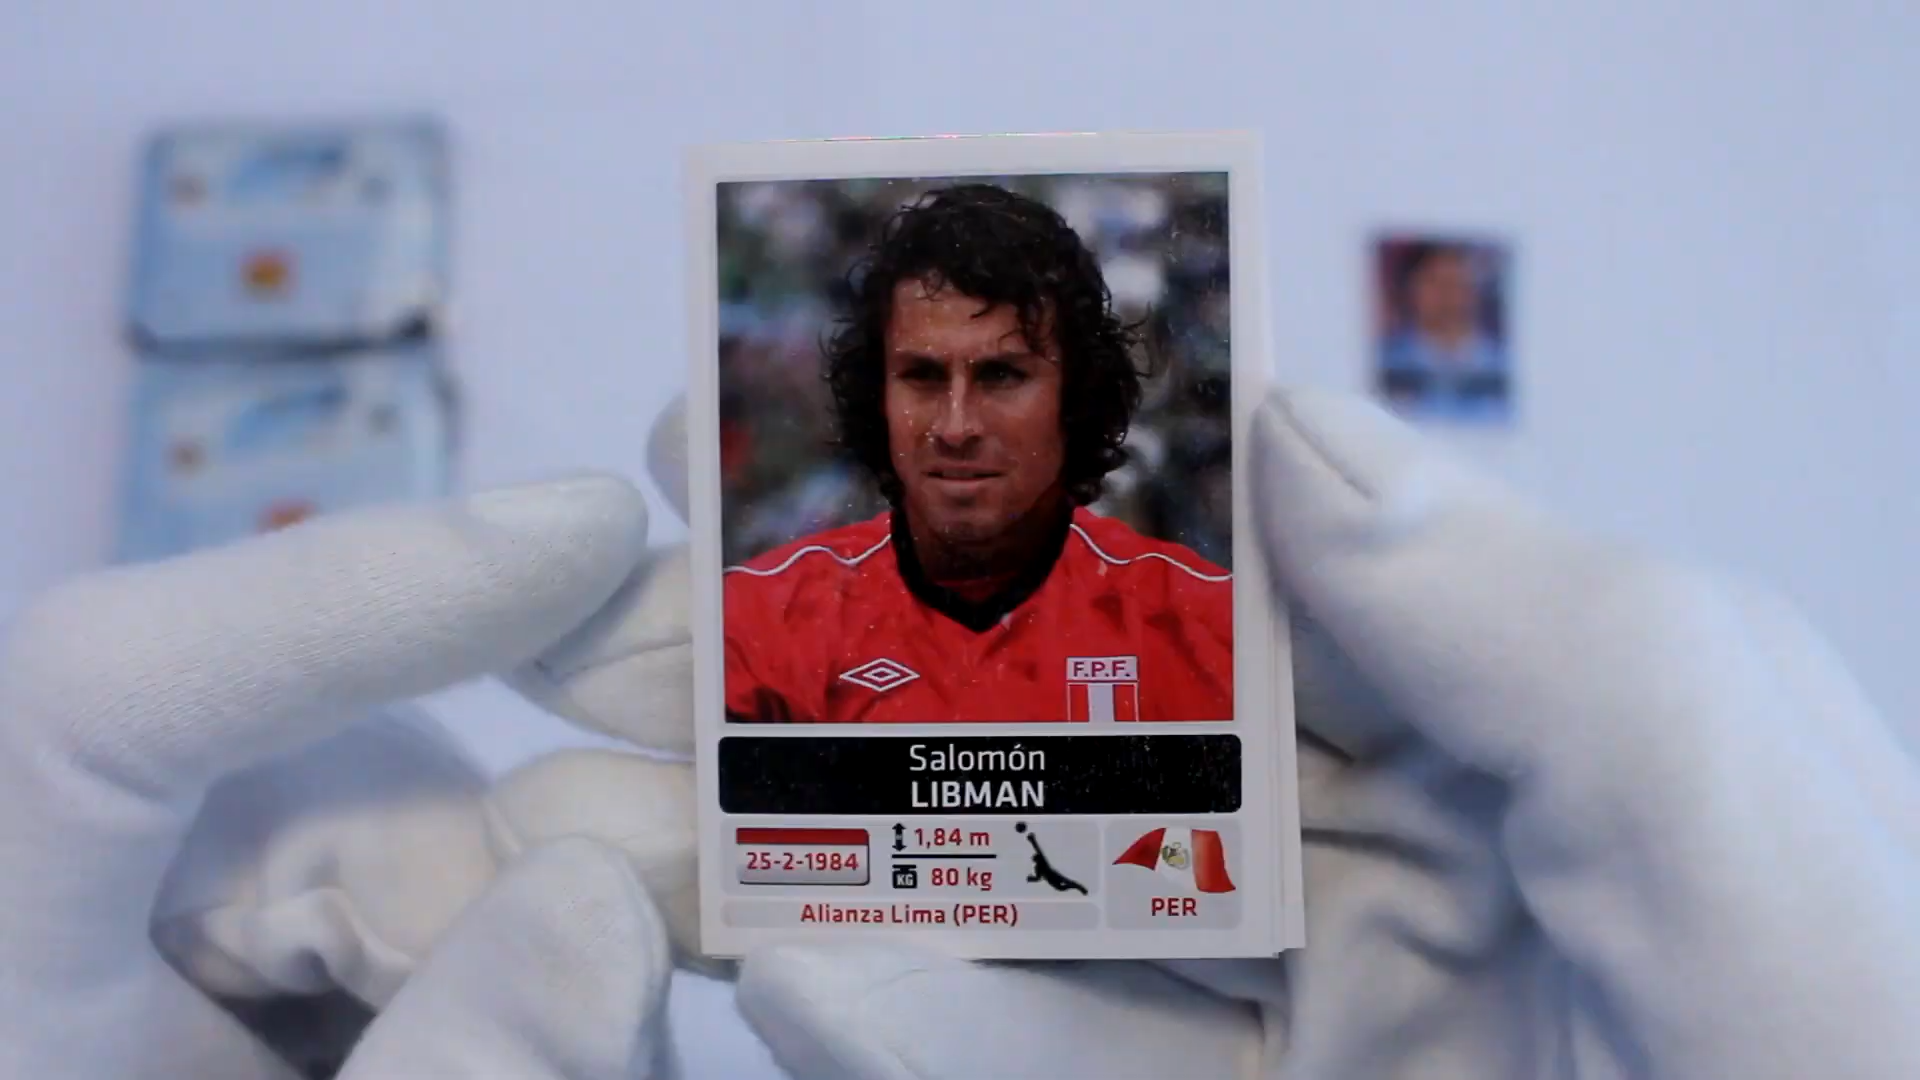 F.P.F.
Salomón
LIBMAN
25-2-1984
1,84 m
KG 80 kg
Alianza Lima (PER)
PER